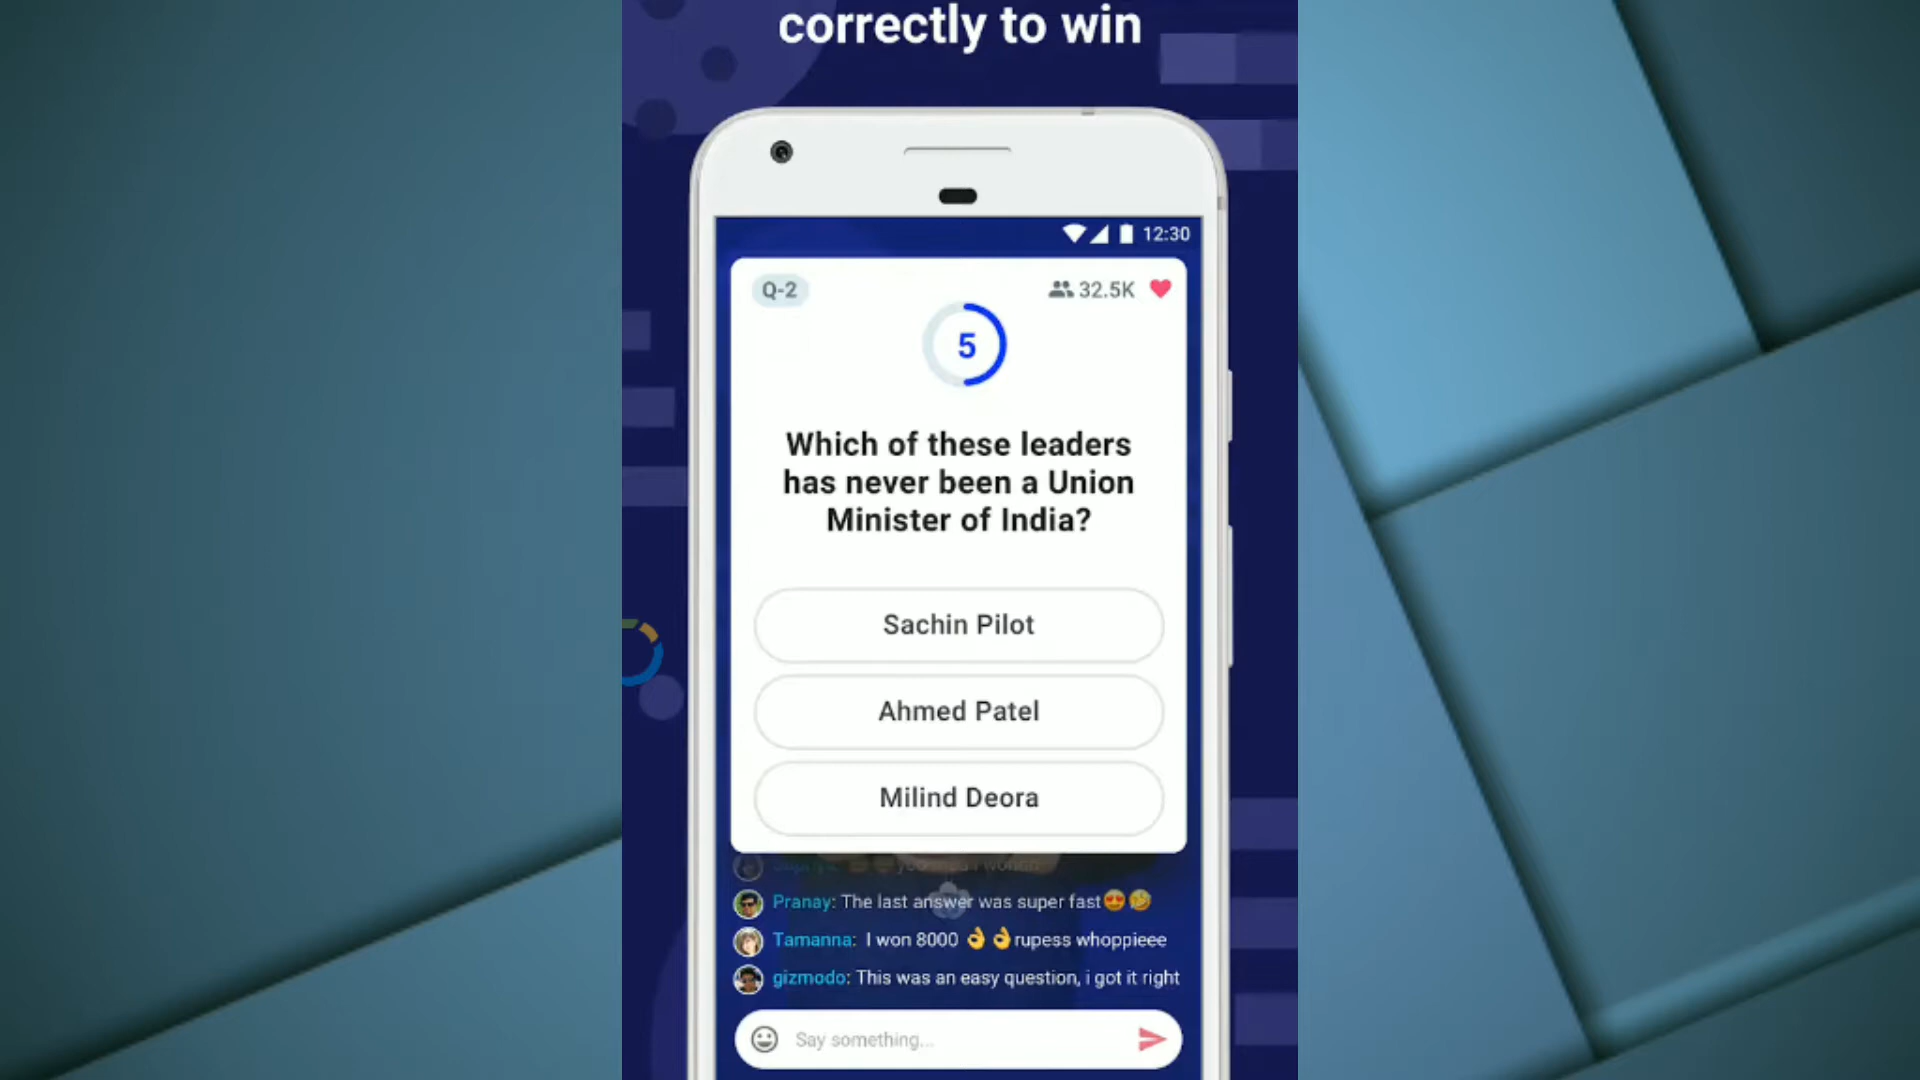 correctly to win
12:30
Q-2
32.5K
5
Which of these leaders
has never been a Union
Minister of India?
Sachin Pilot
Ahmed Patel
Milind Deora
Pranay: The last answer was super fast😍🤣
Tamanna: I won 8000 👌 👌rupess whoppieee
gizmodo: This was an easy question, i got it right
Say something...